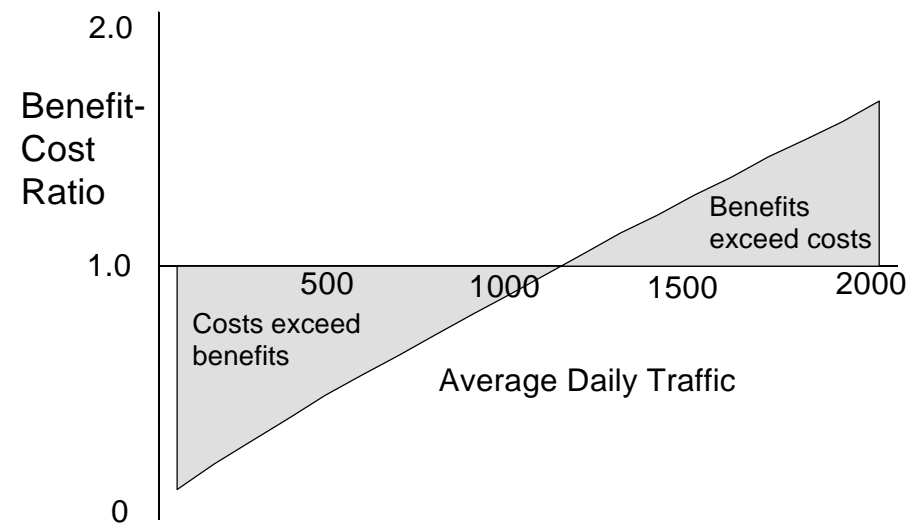 2.0
Benefit-
Cost
Ratio
Benefits
exceed costs
1.0
500
1000
1500
2000
Costs exceed
benefits
Average Daily Traffic
0